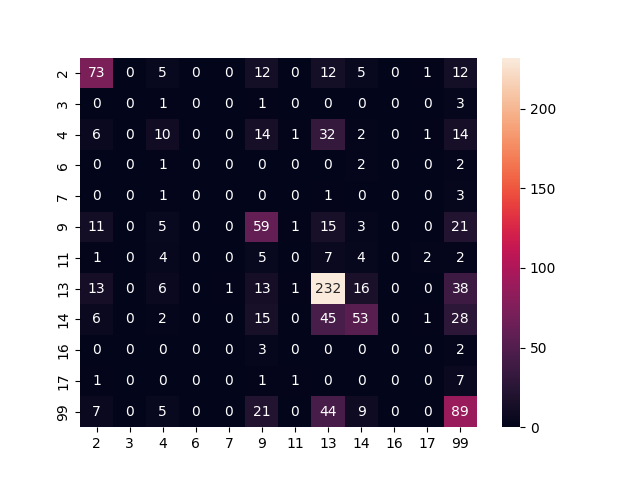 2 73 0 5 0 0 12 0 12 5 0 1 12
3 0 0 1 0 0 1 0 0 0 0 0 3
4 6 0 10 0 0 14 1 32 2 0 1 14
6 0 0 1 0 0 0 0 0 2 0 0 2
7 0 0 1 0 0 0 0 1 0 0 0 3
9 11 0 5 0 0 59 1 15 3 0 0 21
11 1 0 4 0 0 5 0 7 4 0 2 2
13 13 0 6 0 1 13 1 232 16 0 0 38
14 6 0 2 0 0 15 0 45 53 0 1 28
16 0 0 0 0 0 3 0 0 0 0 0 2
17 1 0 0 0 0 1 1 0 0 0 0 7
99 7 0 5 0 0 21 0 44 9 0 0 89
2 3 4 6 7 9 11 13 14 16 17 99
200
150
100
50
0